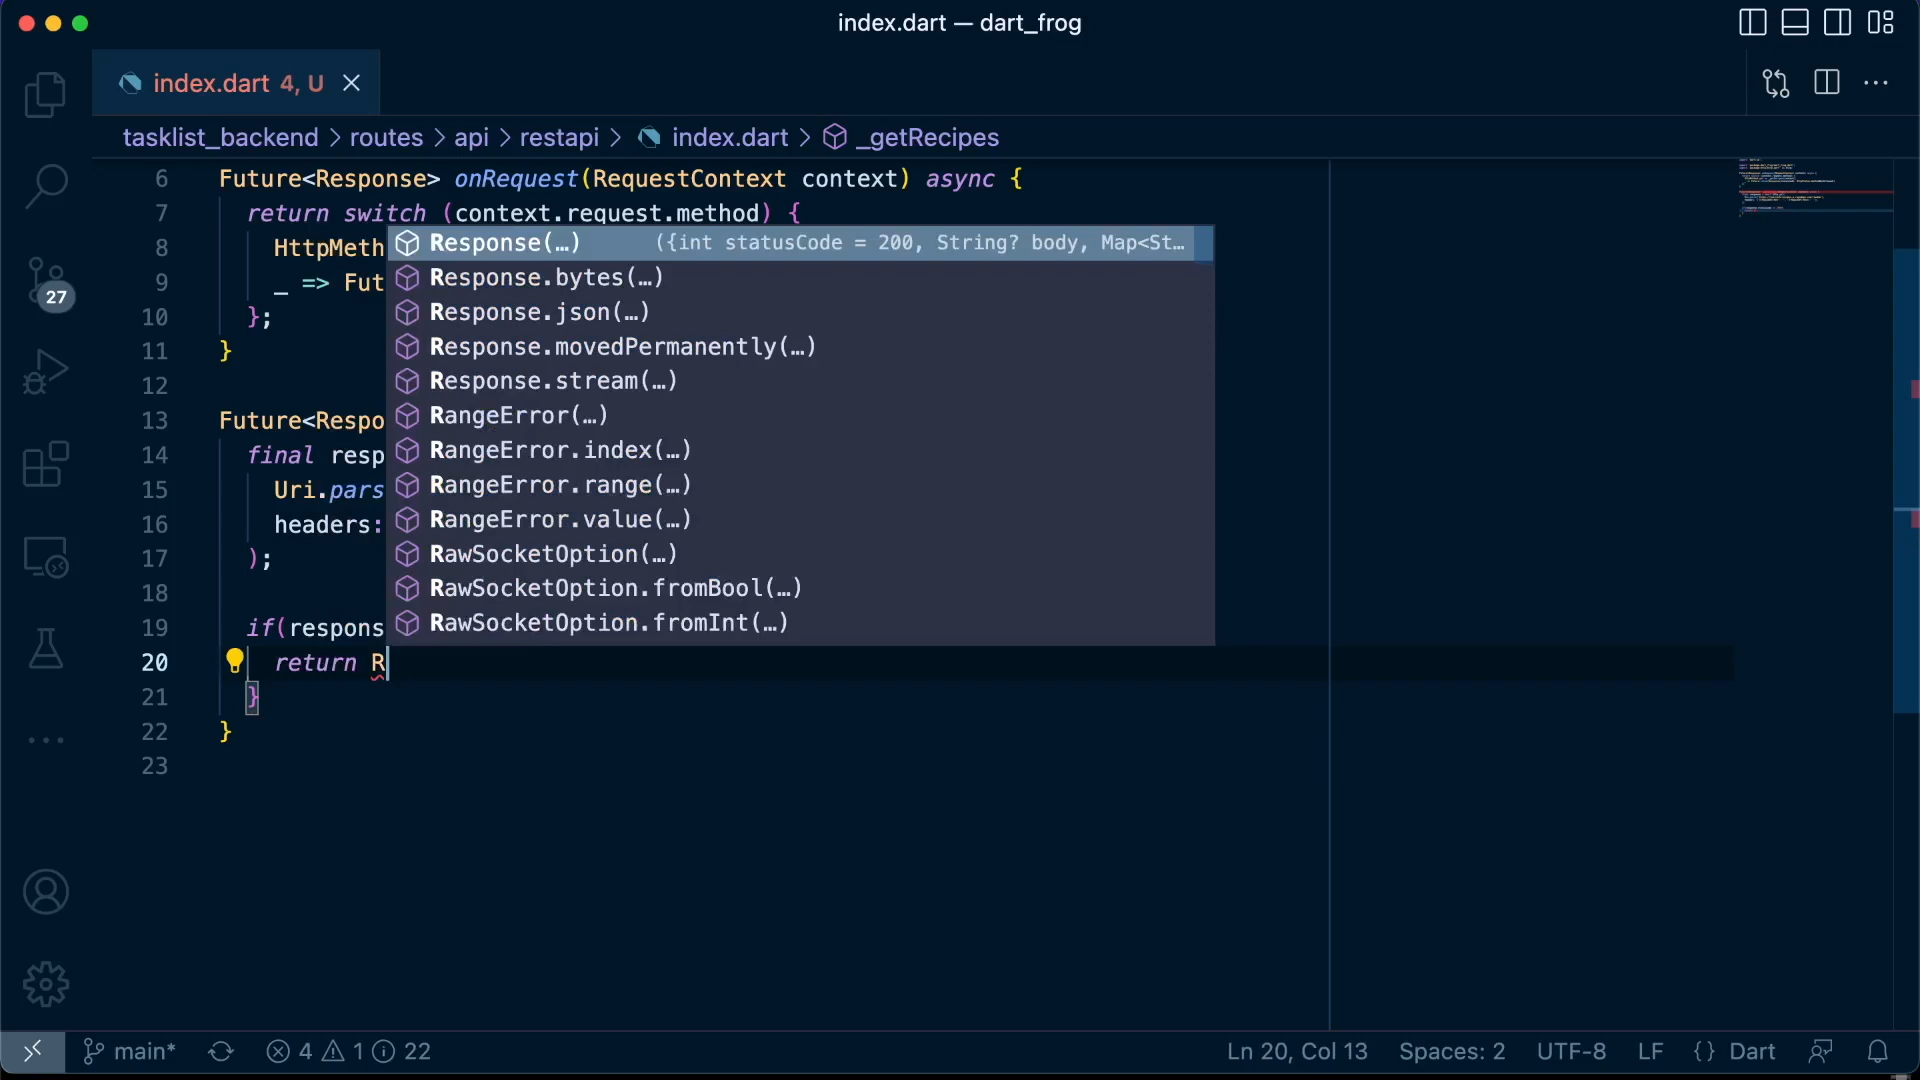 index.dart — dart_frog
index.dart 4, U
tasklist_backend > routes > api > restapi > index.dart > _getRecipes
6 Future<Response> onRequest(RequestContext context) async {
7 return switch (context.request.method) {
8 HttpMeth
9 _ => Fut
10 };
11 }
12
13 Future<Respo
14 final resp
15 Uri.pars
16 headers:
17 );
18
19 if(respons
20 return R
21 }
22 }
23
Response(…) ({int statusCode = 200, String? body, Map<St…
Response.bytes(…)
Response.json(…)
Response.movedPermanently(…)
Response.stream(…)
RangeError(…)
RangeError.index(…)
RangeError.range(…)
RangeError.value(…)
RawSocketOption(…)
RawSocketOption.fromBool(…)
RawSocketOption.fromInt(…)
27
main* 4 1 22 Ln 20, Col 13 Spaces: 2 UTF-8 LF {} Dart